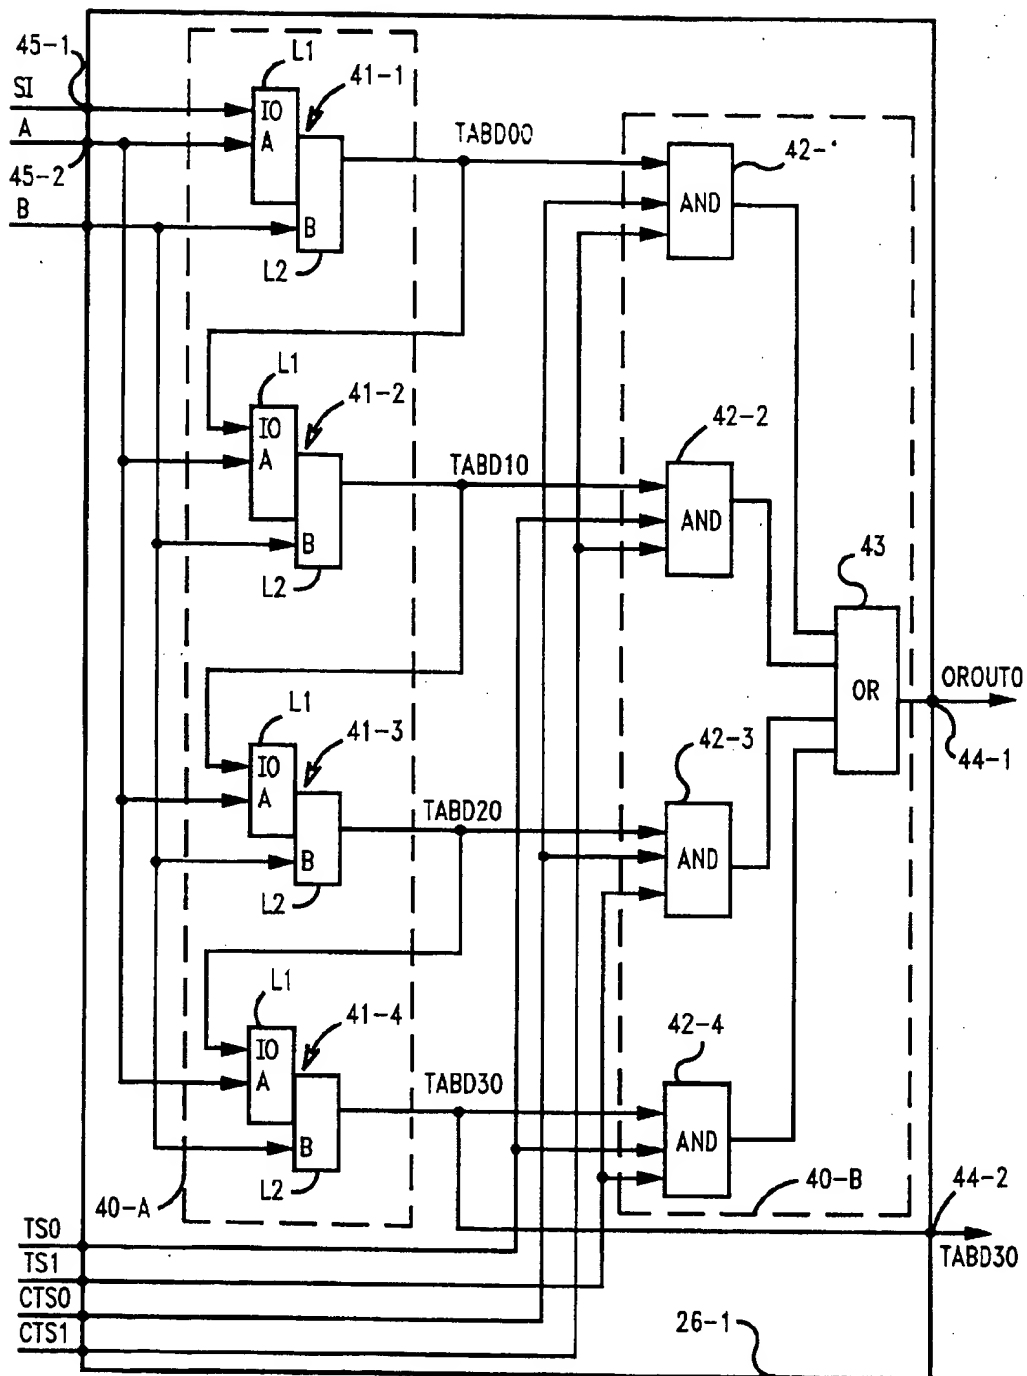 45-1
L1
41-1
SI
IO
A
A
TABD00
42-
45-2
AND
B
B
L2
L1
41-2
42-2
IO
A
TABD10
AND
B
L2
43
L1
41-3
42-3
OR
OROUT0
IO
44-1
A
TABD20
B
AND
L2
L1
41-4
42-4
IO
A
TABD30
AND
B
L2
40-A
40-B
44-2
TS0
TABD30
TS1
CTS0
CTS1
26-1